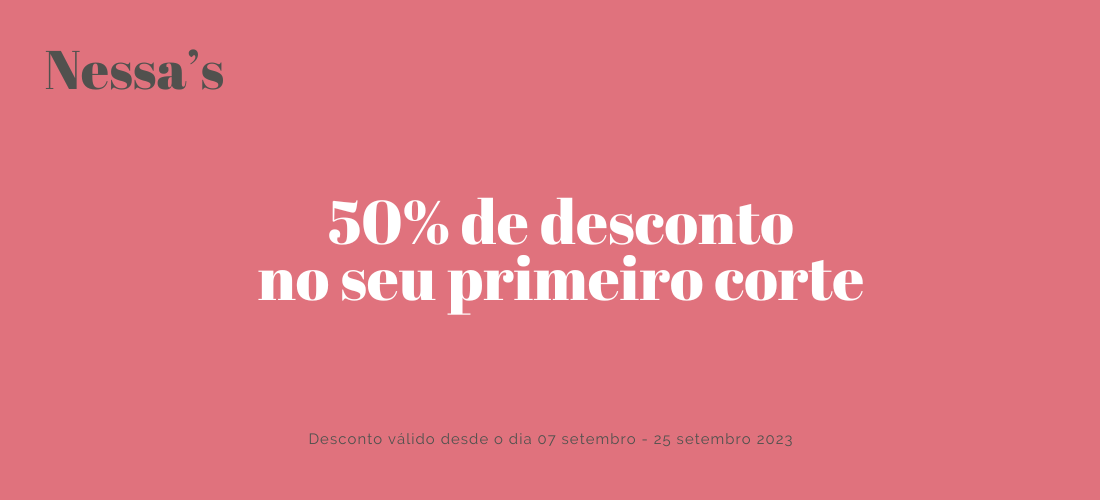 Nessa’s
50% de desconto
no seu primeiro corte
Desconto válido desde o dia 07 setembro - 25 setembro 2023